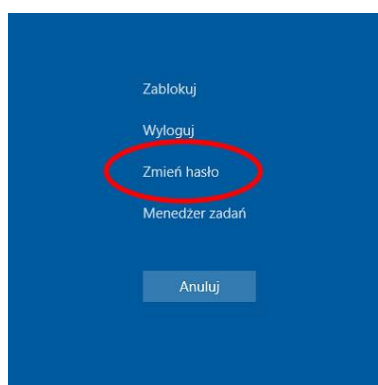 Zablokuj
Wyloguj
Zmień hasło
Menedżer zadań
Anuluj